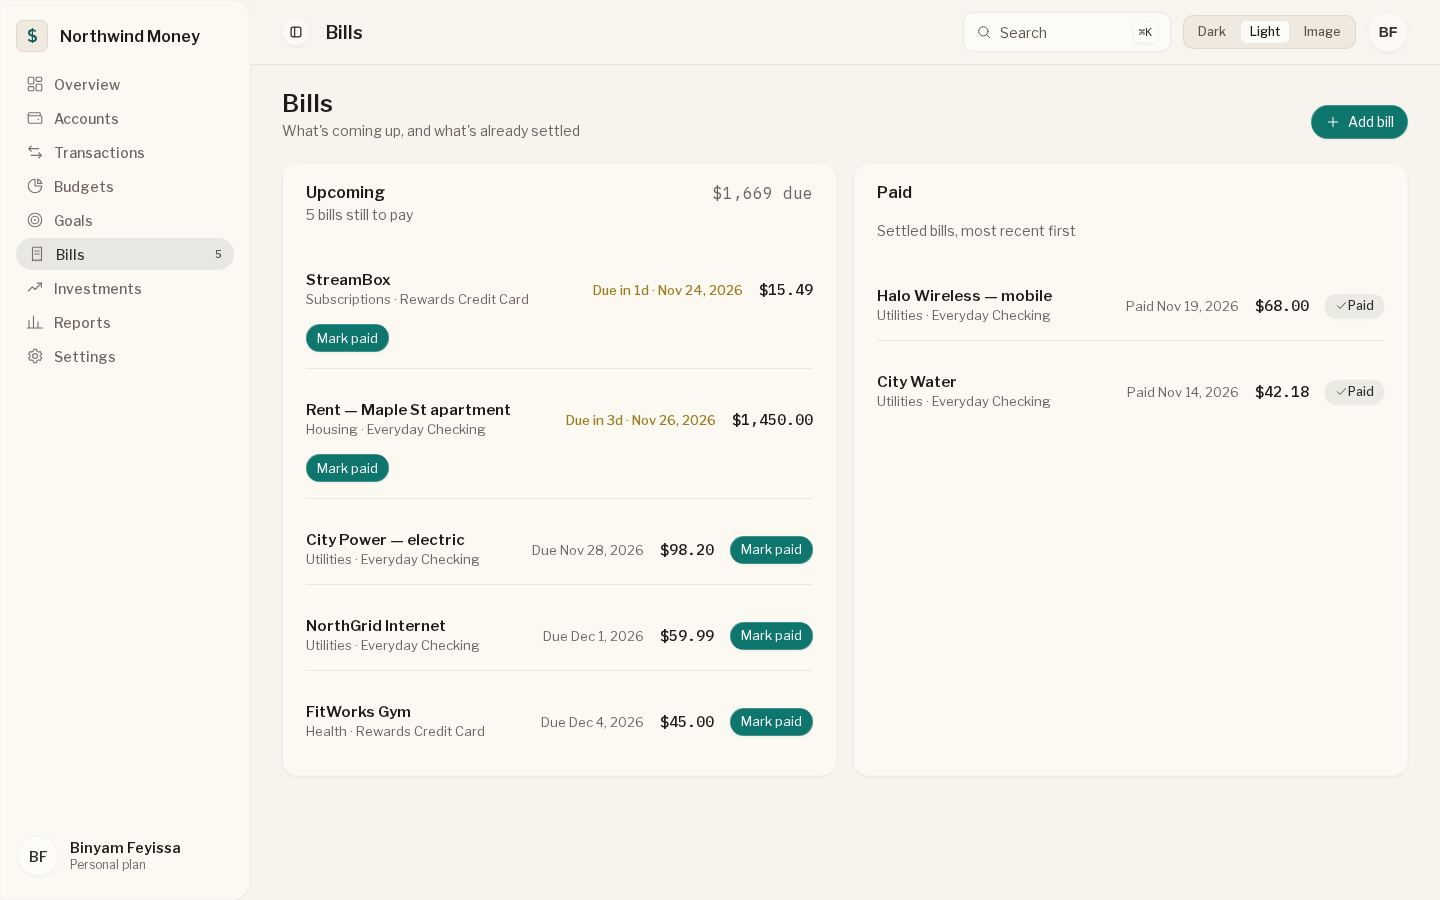 $ Northwind Money
Overview
Accounts
Transactions
Budgets
Goals
Bills 5
Investments
Reports
Settings
BF Binyam Feyissa
Personal plan
Bills
Search ⌘K
Dark Light Image
BF
Bills
What's coming up, and what's already settled
Add bill
Upcoming $1,669 due
5 bills still to pay
StreamBox
Subscriptions · Rewards Credit Card
Due in 1d · Nov 24, 2026 $15.49
Mark paid
Rent — Maple St apartment
Housing · Everyday Checking
Due in 3d · Nov 26, 2026 $1,450.00
Mark paid
City Power — electric
Utilities · Everyday Checking
Due Nov 28, 2026 $98.20 Mark paid
NorthGrid Internet
Utilities · Everyday Checking
Due Dec 1, 2026 $59.99 Mark paid
FitWorks Gym
Health · Rewards Credit Card
Due Dec 4, 2026 $45.00 Mark paid
Paid
Settled bills, most recent first
Halo Wireless — mobile
Utilities · Everyday Checking
Paid Nov 19, 2026 $68.00 Paid
City Water
Utilities · Everyday Checking
Paid Nov 14, 2026 $42.18 Paid